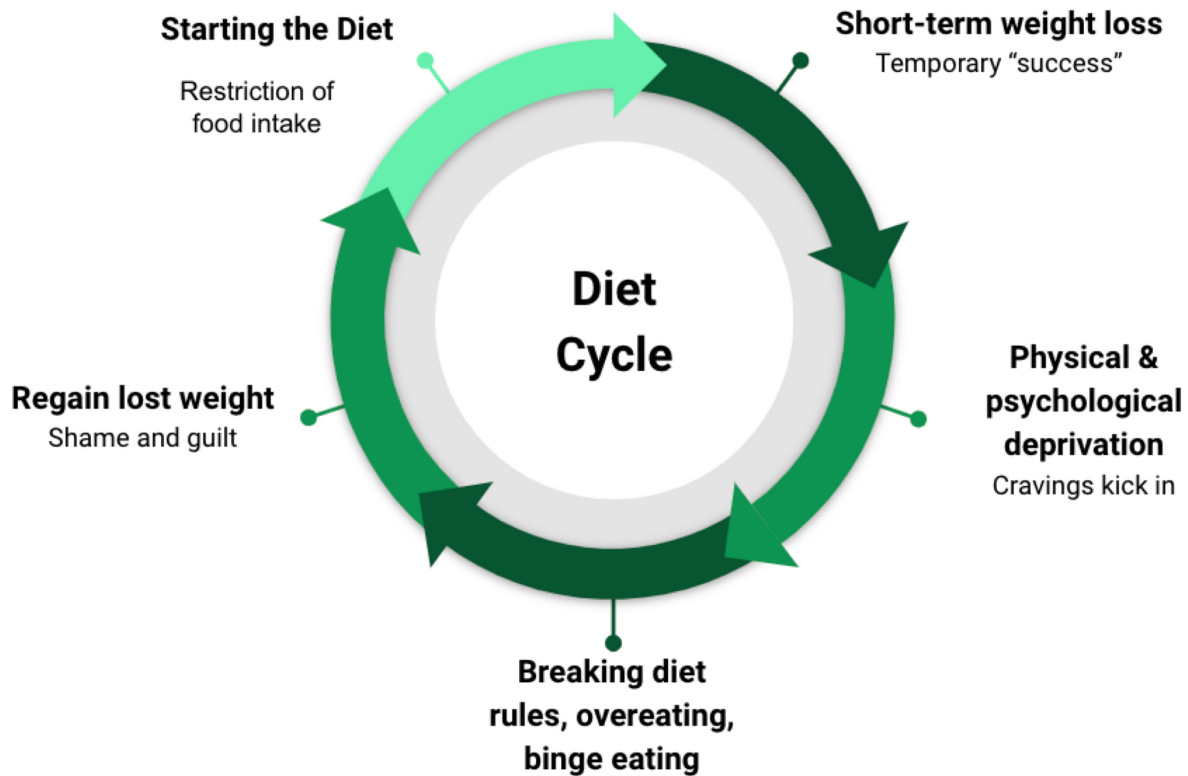 Starting the Diet
Restriction of
food intake
Short-term weight loss
Temporary “success”
Physical &
psychological
deprivation
Cravings kick in
Breaking diet
rules, overeating,
binge eating
Regain lost weight
Shame and guilt
Diet
Cycle